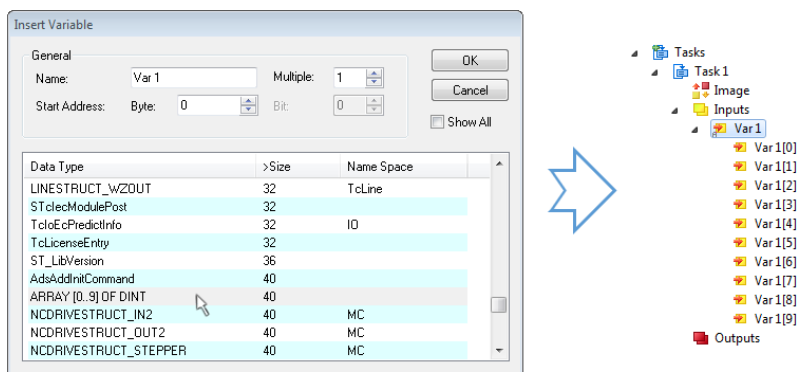 Insert Variable
General
Name: Var 1 Multiple: 1
Start Address: Byte: 0 Bit: 0
OK
Cancel
Show All
Data Type >Size Name Space
LINESTRUCT_WZOUT 32 TcLine
STcIecModulePost 32
TcIoEcPredictInfo 32 IO
TcLicenseEntry 32
ST_LibVersion 36
AdsAddInitCommand 40
ARRAY [0..9] OF DINT 40
NCDRIVESTRUCT_IN2 40 MC
NCDRIVESTRUCT_OUT2 40 MC
NCDRIVESTRUCT_STEPPER 40 MC
Tasks
Task 1
Image
Inputs
Var 1
Var 1[0]
Var 1[1]
Var 1[2]
Var 1[3]
Var 1[4]
Var 1[5]
Var 1[6]
Var 1[7]
Var 1[8]
Var 1[9]
Outputs